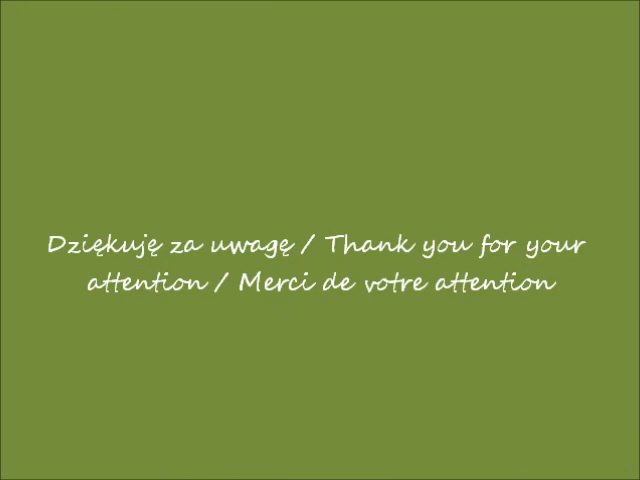 Dziękuję za uwagę / Thank you for your
attention / Merci de votre attention